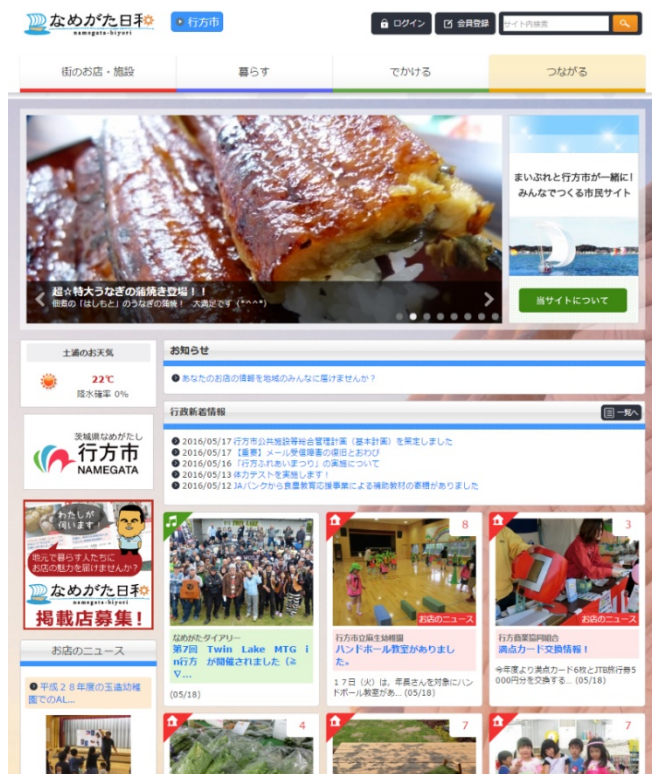 なめがた日和
namegata-biyori
行方市
ログイン
会員登録
サイト内検索
街のお店・施設
暮らす
でかける
つながる
超☆特大うなぎの蒲焼き登場！！
佃煮の「はしもと」のうなぎの蒲焼！ 大満足です（*^^*）
まいぷれと行方市が一緒に!
みんなでつくる市民サイト
当サイトについて
土浦のお天気
22℃
降水確率 0%
お知らせ
あなたのお店の情報を地域のみんなに届けませんか？
行政新着情報
一覧へ
2016/05/17 行方市公共施設等総合管理計画（基本計画）を策定しました
2016/05/17 【重要】メール受信障害の復旧とおわび
2016/05/16 「行方ふれあいまつり」の実施について
2016/05/13 体力テストを実施します！
2016/05/12 JAバンクから食農教育応援事業による補助教材の寄贈がありました
茨城県なめがたし
行方市
NAMEGATA
わたしが
伺います!
地元で暮らす人たちに
お店の魅力を届けませんか?
なめがた日和
namegata-biyori
掲載店募集!
お店のニュース
平成２８年度の玉造幼稚
園でのAL...
なめがたダイアリー
第7回 Twin Lake MTG i
n行方 が開催されました（≧
∇...
(05/18)
8
お店のニュース
行方市立麻生幼稚園
ハンドボール教室がありまし
た。
１７日（火）は，年長さんを対象にハン
ドボール教室があ... (05/18)
3
お店のニュース
行方商業協同組合
満点カード交換情報！
今年度より満点カード6枚とJTB旅行券5
000円分を交換する... (05/18)
4
7
7